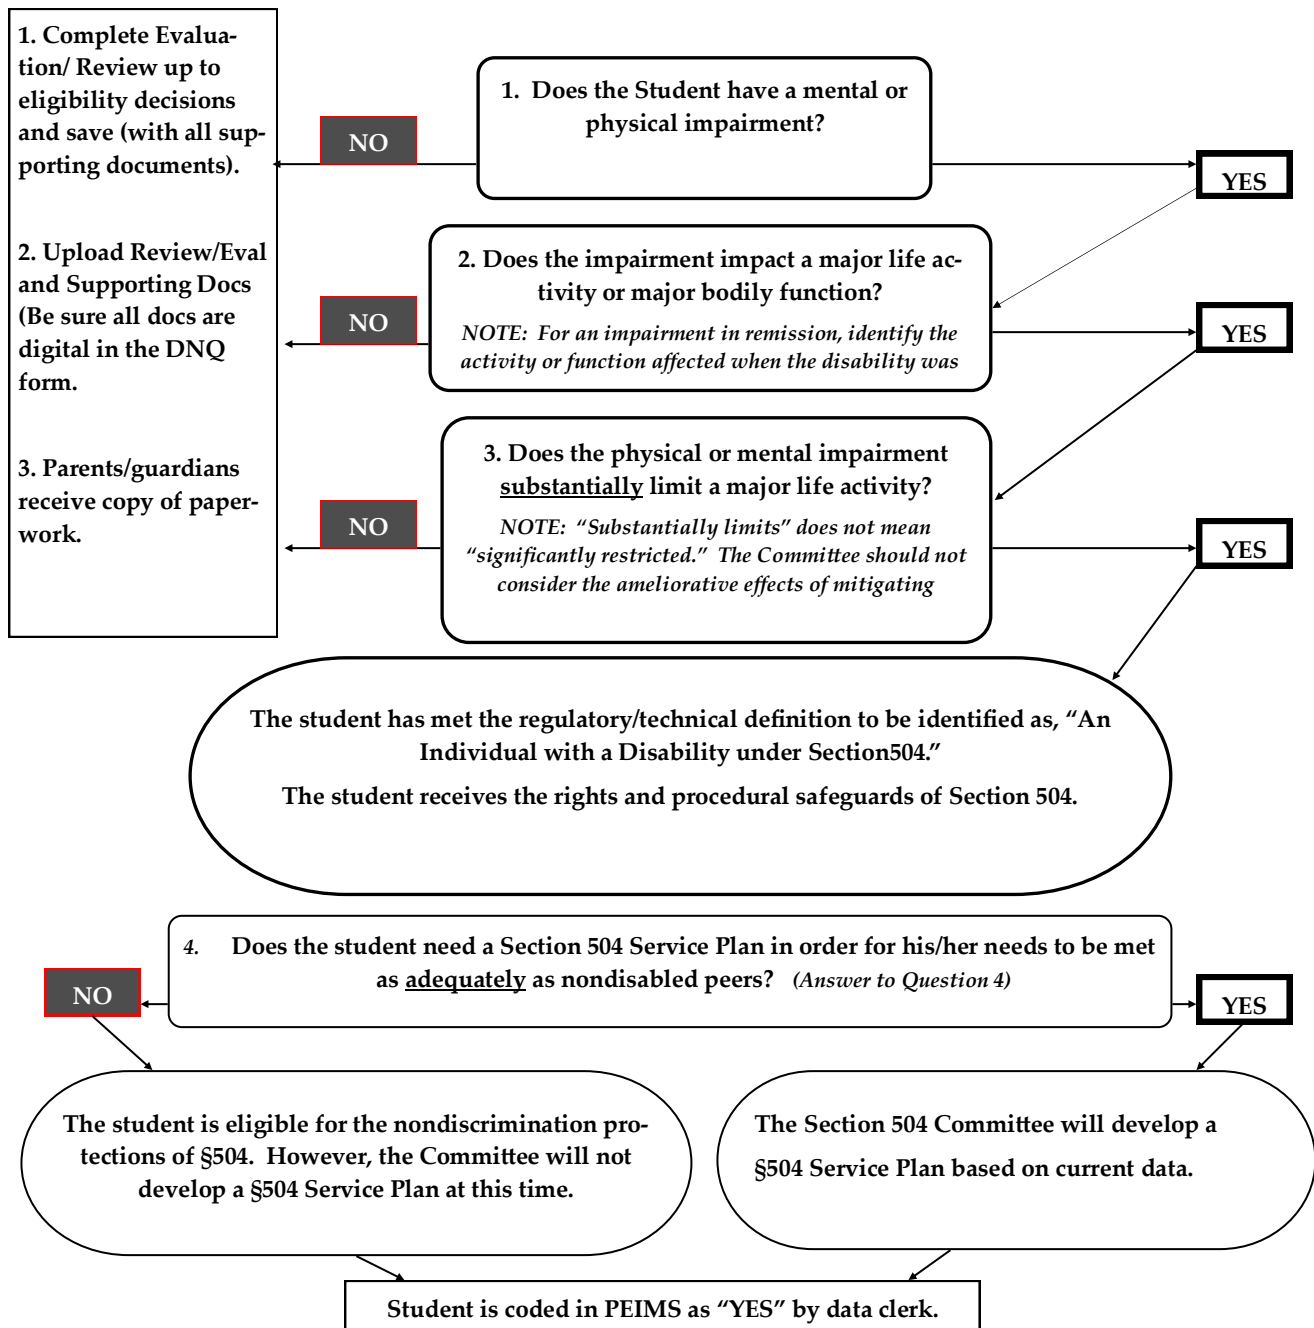 1. Complete Evalua-
tion/ Review up to
eligibility decisions
and save (with all sup-
porting documents).
2. Upload Review/Eval
and Supporting Docs
(Be sure all docs are
digital in the DNQ
form.
3. Parents/guardians
receive copy of paper-
work.
1. Does the Student have a mental or
physical impairment?
NO
YES
2. Does the impairment impact a major life ac-
tivity or major bodily function?
NOTE: For an impairment in remission, identify the
activity or function affected when the disability was
NO
YES
3. Does the physical or mental impairment
substantially limit a major life activity?
NOTE: “Substantially limits” does not mean
“significantly restricted.” The Committee should not
consider the ameliorative effects of mitigating
NO
YES
The student has met the regulatory/technical definition to be identified as, “An
Individual with a Disability under Section504.”
The student receives the rights and procedural safeguards of Section 504.
4. Does the student need a Section 504 Service Plan in order for his/her needs to be met
as adequately as nondisabled peers? (Answer to Question 4)
NO
YES
The student is eligible for the nondiscrimination pro-
tections of §504. However, the Committee will not
develop a §504 Service Plan at this time.
The Section 504 Committee will develop a
§504 Service Plan based on current data.
Student is coded in PEIMS as “YES” by data clerk.